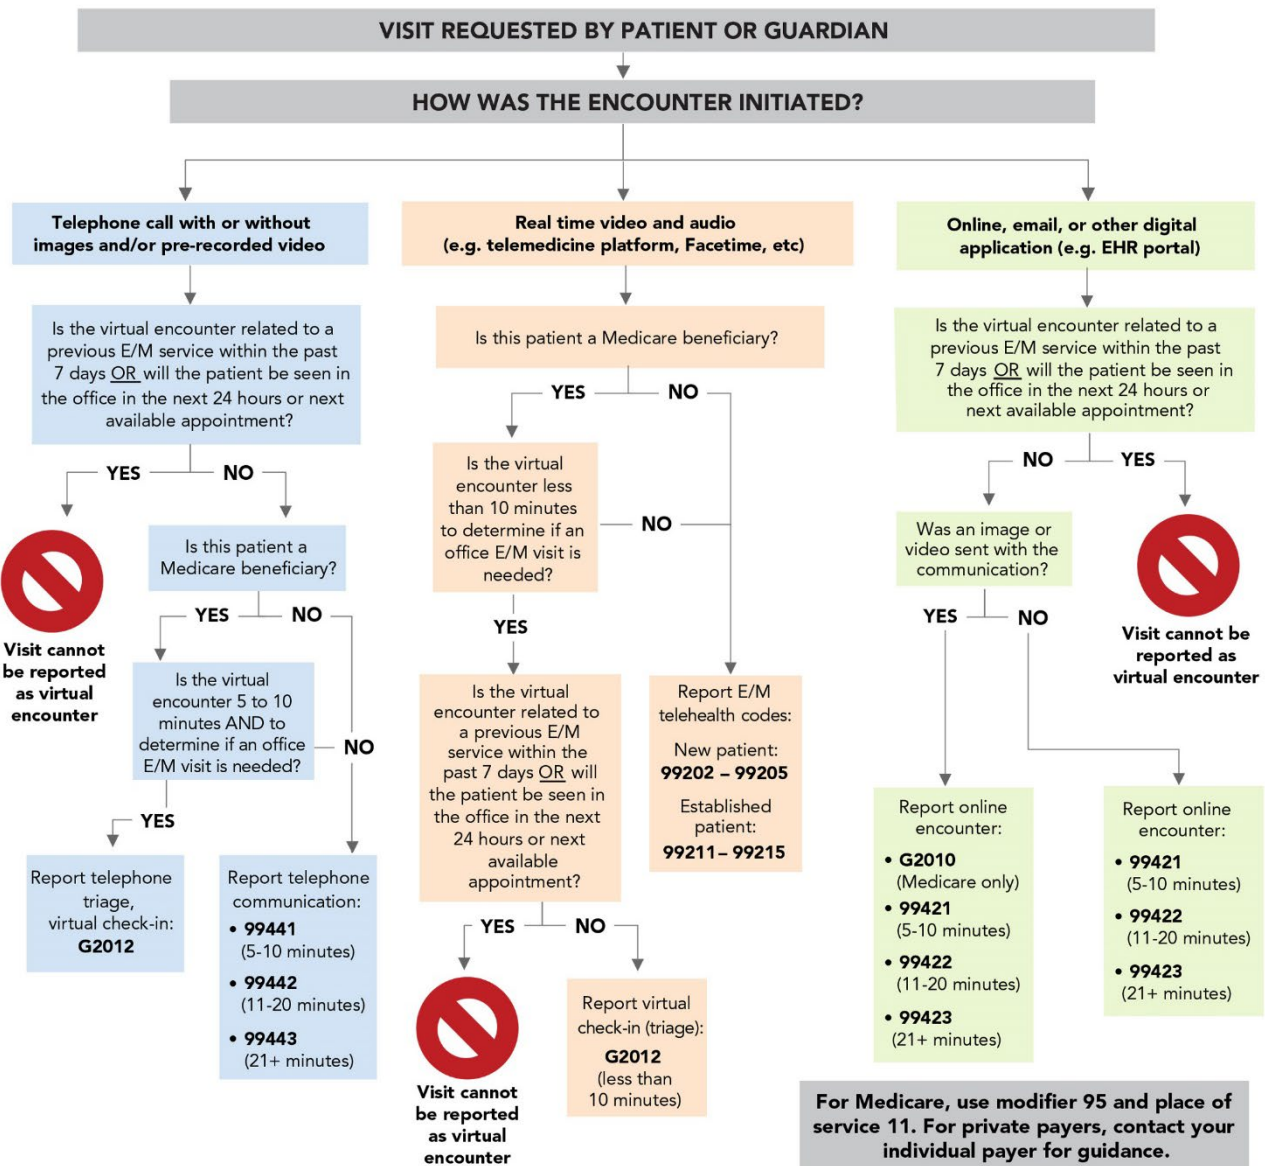 VISIT REQUESTED BY PATIENT OR GUARDIAN
HOW WAS THE ENCOUNTER INITIATED?
Telephone call with or without
images and/or pre-recorded video
Is the virtual encounter related to a
previous E/M service within the past
7 days OR will the patient be seen in
the office in the next 24 hours or next
available appointment?
YES
NO
Visit cannot
be reported
as virtual
encounter
Is this patient a
Medicare beneficiary?
YES
NO
Is the virtual
encounter 5 to 10
minutes AND to
determine if an office
E/M visit is needed?
NO
YES
Report telephone
triage,
virtual check-in:
G2012
Report telephone
communication:
• 99441
(5-10 minutes)
• 99442
(11-20 minutes)
• 99443
(21+ minutes)
Real time video and audio
(e.g. telemedicine platform, Facetime, etc)
Is this patient a Medicare beneficiary?
YES
NO
Is the virtual
encounter less
than 10 minutes
to determine if an
office E/M visit is
needed?
NO
YES
Is the virtual
encounter related to
a previous E/M
service within the
past 7 days OR will
the patient be seen in
the office in the next
24 hours or next
available
appointment?
YES
NO
Visit cannot
be reported
as virtual
encounter
Report virtual
check-in (triage):
G2012
(less than
10 minutes)
Report E/M
telehealth codes:
New patient:
99202 – 99205
Established
patient:
99211– 99215
Online, email, or other digital
application (e.g. EHR portal)
Is the virtual encounter related to a
previous E/M service within the past
7 days OR will the patient be seen in
the office in the next 24 hours or
next available appointment?
NO
YES
Was an image or
video sent with the
communication?
YES
NO
Visit cannot be
reported as
virtual encounter
Report online
encounter:
• G2010
(Medicare only)
• 99421
(5-10 minutes)
• 99422
(11-20 minutes)
• 99423
(21+ minutes)
Report online
encounter:
• 99421
(5-10 minutes)
• 99422
(11-20 minutes)
• 99423
(21+ minutes)
For Medicare, use modifier 95 and place of
service 11. For private payers, contact your
individual payer for guidance.